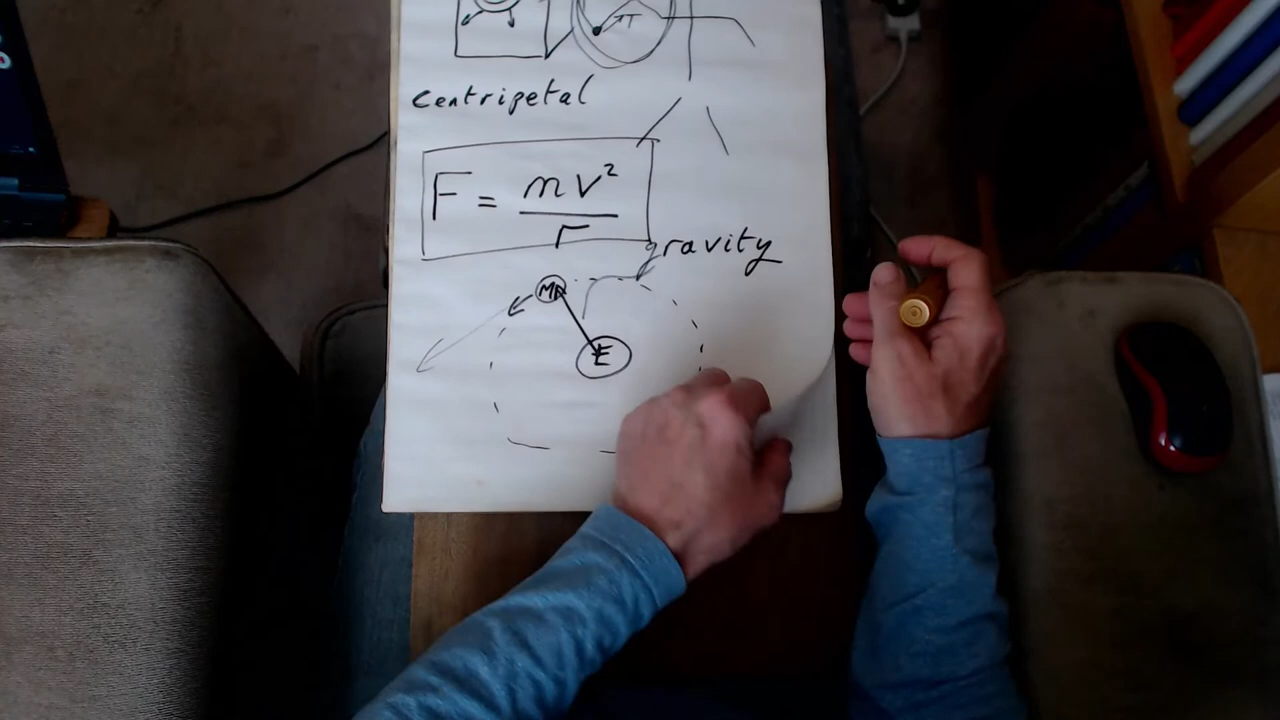 Centripetal
F = mv²/r
gravity
M
E